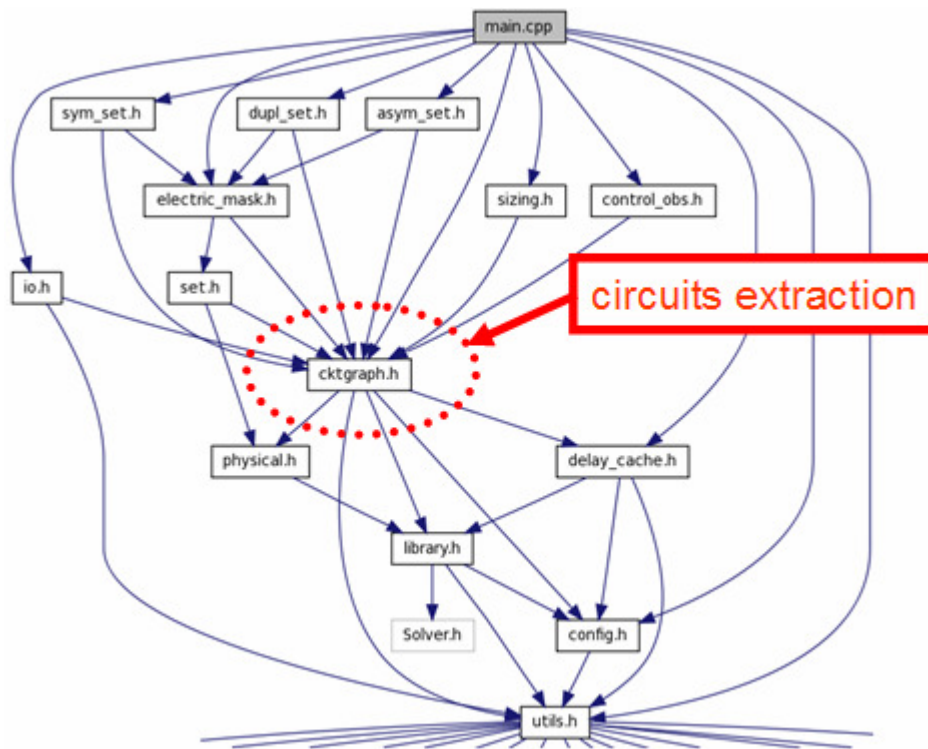 main.cpp
sym_set.h
dupl_set.h
asym_set.h
electric_mask.h
sizing.h
control_obs.h
io.h
set.h
circuits extraction
cktgraph.h
physical.h
delay_cache.h
library.h
Solver.h
config.h
utils.h